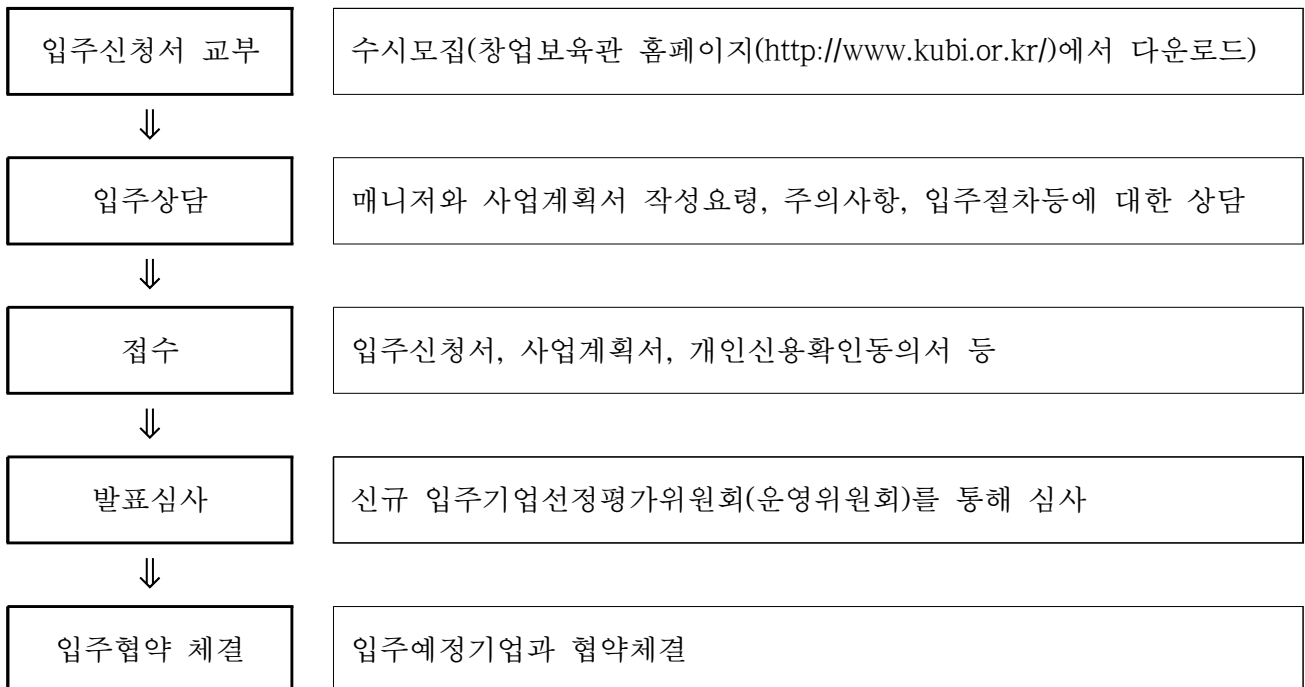 입주신청서 교부
수시모집(창업보육관 홈페이지(http://www.kubi.or.kr/)에서 다운로드)
⇓
입주상담
매니저와 사업계획서 작성요령, 주의사항, 입주절차등에 대한 상담
⇓
접수
입주신청서, 사업계획서, 개인신용확인동의서 등
⇓
발표심사
신규 입주기업선정평가위원회(운영위원회)를 통해 심사
⇓
입주협약 체결
입주예정기업과 협약체결